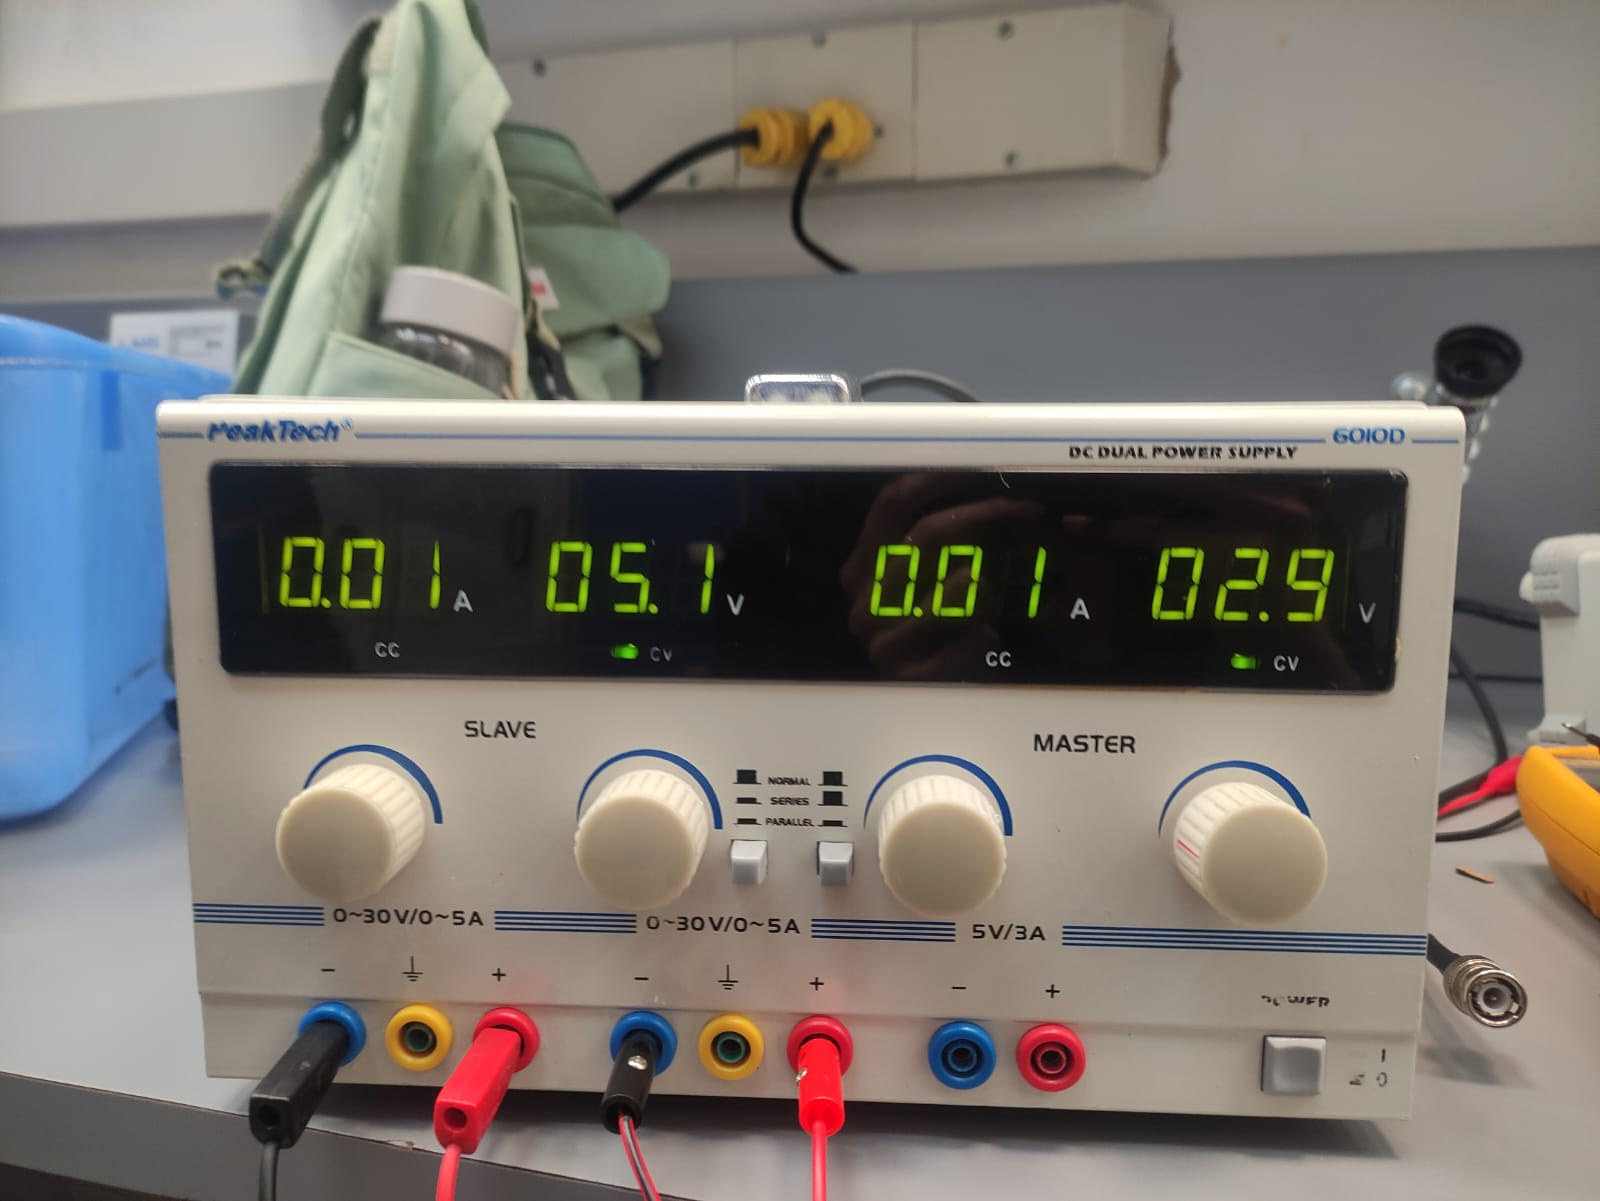 PeakTech®
6010D
DC DUAL POWER SUPPLY
0.01 A 05.1 V 0.01 A 02.9 V
CC CV CC CV
SLAVE MASTER
NORMAL
SERIES
PARALLEL
0~30V/0~5A 0~30V/0~5A 5V/3A
- + - + - +
POWER
I
O